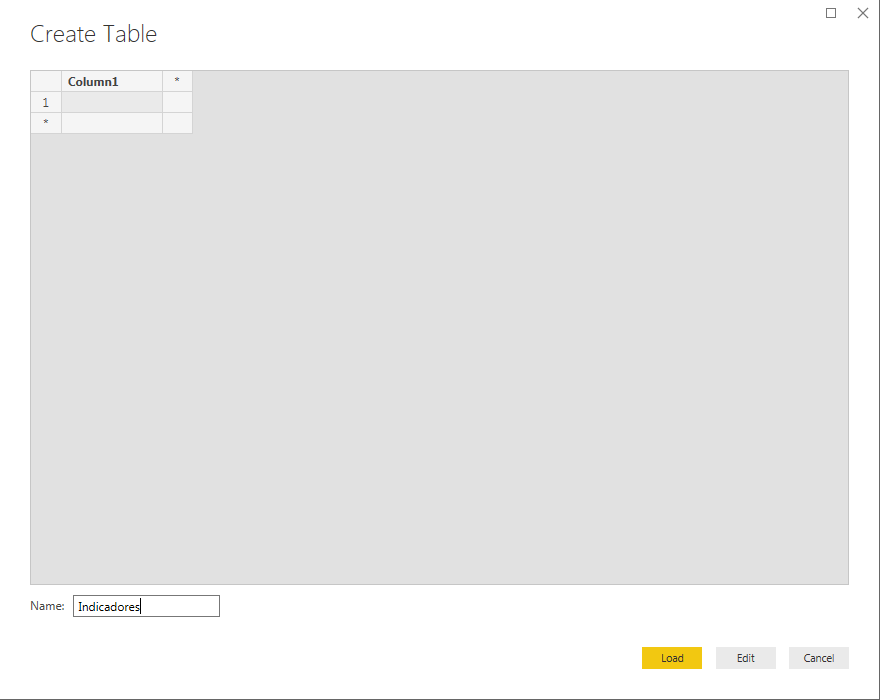 Create Table
Column1 *
1
*
Name: Indicadores
Load Edit Cancel